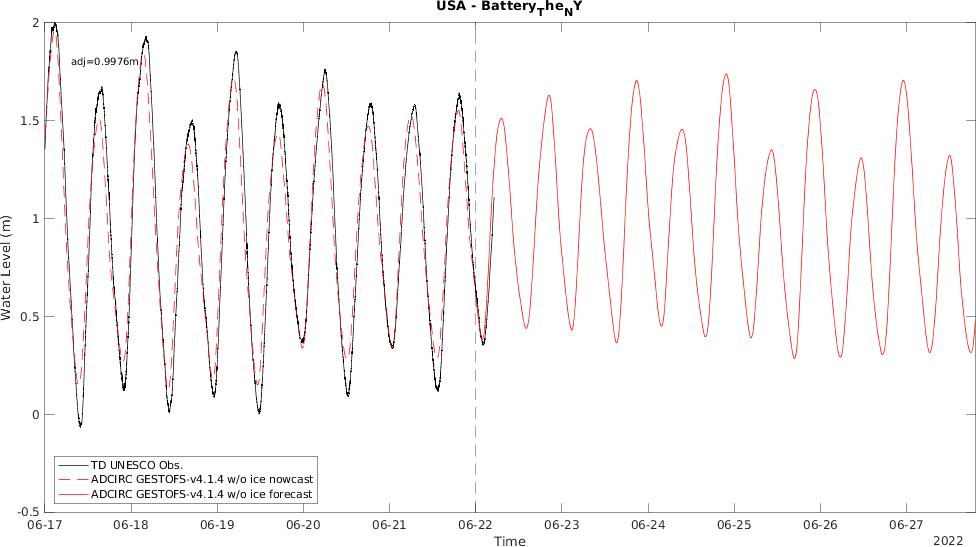 USA - BatteryTheNY
2
adj=0.9976m
1.5
1
0.5
0
-0.5
Water Level (m)
TD UNESCO Obs.
ADCIRC GESTOFS-v4.1.4 w/o ice nowcast
ADCIRC GESTOFS-v4.1.4 w/o ice forecast
06-17 06-18 06-19 06-20 06-21 06-22 06-23 06-24 06-25 06-26 06-27
Time
2022